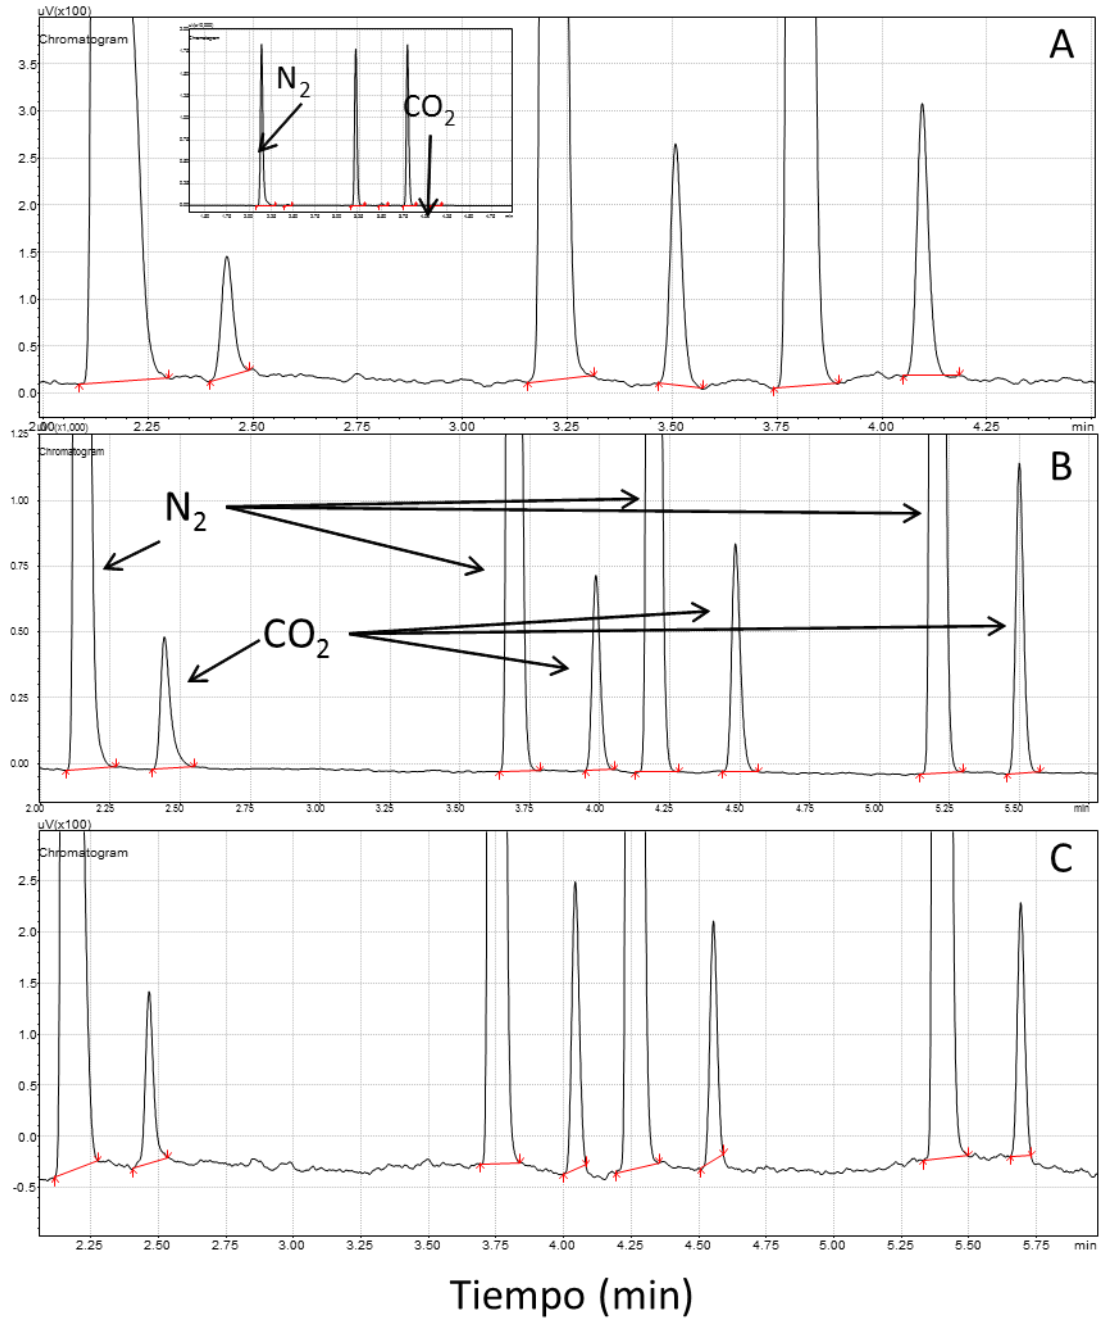 uV(x100)
Chromatogram
A
N2
CO2
3.5
3.0
2.5
2.0
1.5
1.0
0.5
0.0
2.25 2.50 2.75 3.00 3.25 3.50 3.75 4.00 4.25 min
(x1,000)
1.25
Chromatogram
B
N2
CO2
1.00
0.75
0.50
0.25
0.00
2.00 2.25 2.50 2.75 3.00 3.25 3.50 3.75 4.00 4.25 4.50 4.75 5.00 5.25 5.50 min
uV(x100)
Chromatogram
C
2.5
2.0
1.5
1.0
0.5
0.0
-0.5
2.25 2.50 2.75 3.00 3.25 3.50 3.75 4.00 4.25 4.50 4.75 5.00 5.25 5.50 5.75 min
Tiempo (min)